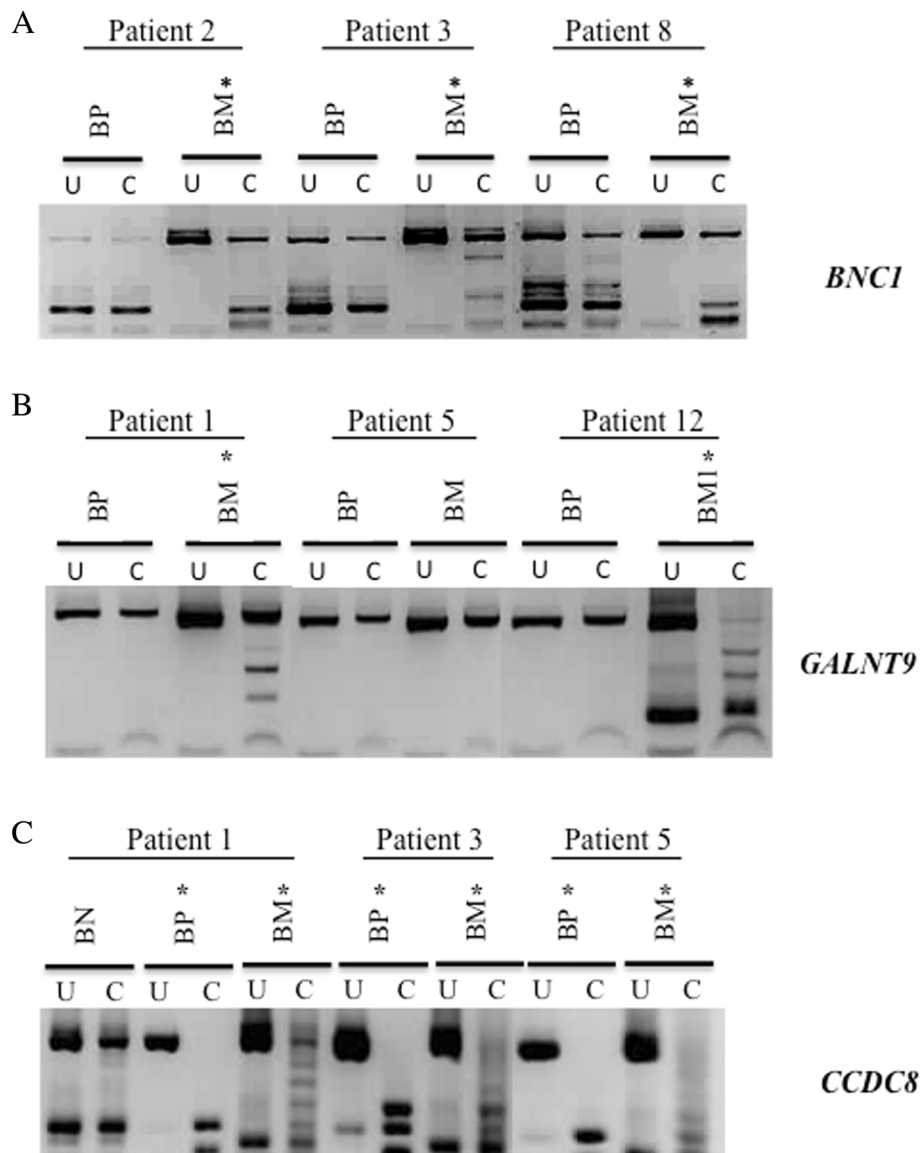 A
Patient 2 Patient 3 Patient 8
BP BM* BP BM* BP BM*
U C U C U C U C U C U C
BNC1
B
Patient 1 Patient 5 Patient 12
BP BM * BP BM BP BM1*
U C U C U C U C U C U C
GALNT9
C
Patient 1 Patient 3 Patient 5
BN BP * BM* BP * BM* BP * BM*
U C U C U C U C U C U C U C
CCDC8